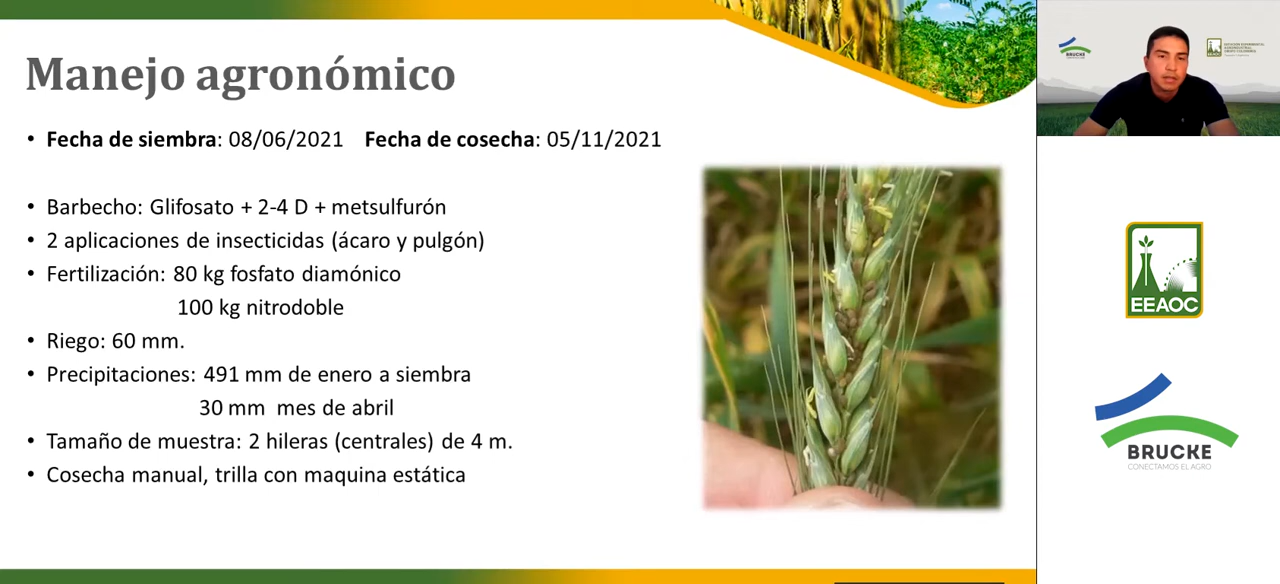 Manejo agronómico
• Fecha de siembra: 08/06/2021 Fecha de cosecha: 05/11/2021
• Barbecho: Glifosato + 2-4 D + metsulfurón
• 2 aplicaciones de insecticidas (ácaro y pulgón)
• Fertilización: 80 kg fosfato diamónico
100 kg nitrodoble
• Riego: 60 mm.
• Precipitaciones: 491 mm de enero a siembra
30 mm mes de abril
• Tamaño de muestra: 2 hileras (centrales) de 4 m.
• Cosecha manual, trilla con maquina estática
BRUCKE
EEAOC
BRUCKE
CONECTAMOS EL AGRO